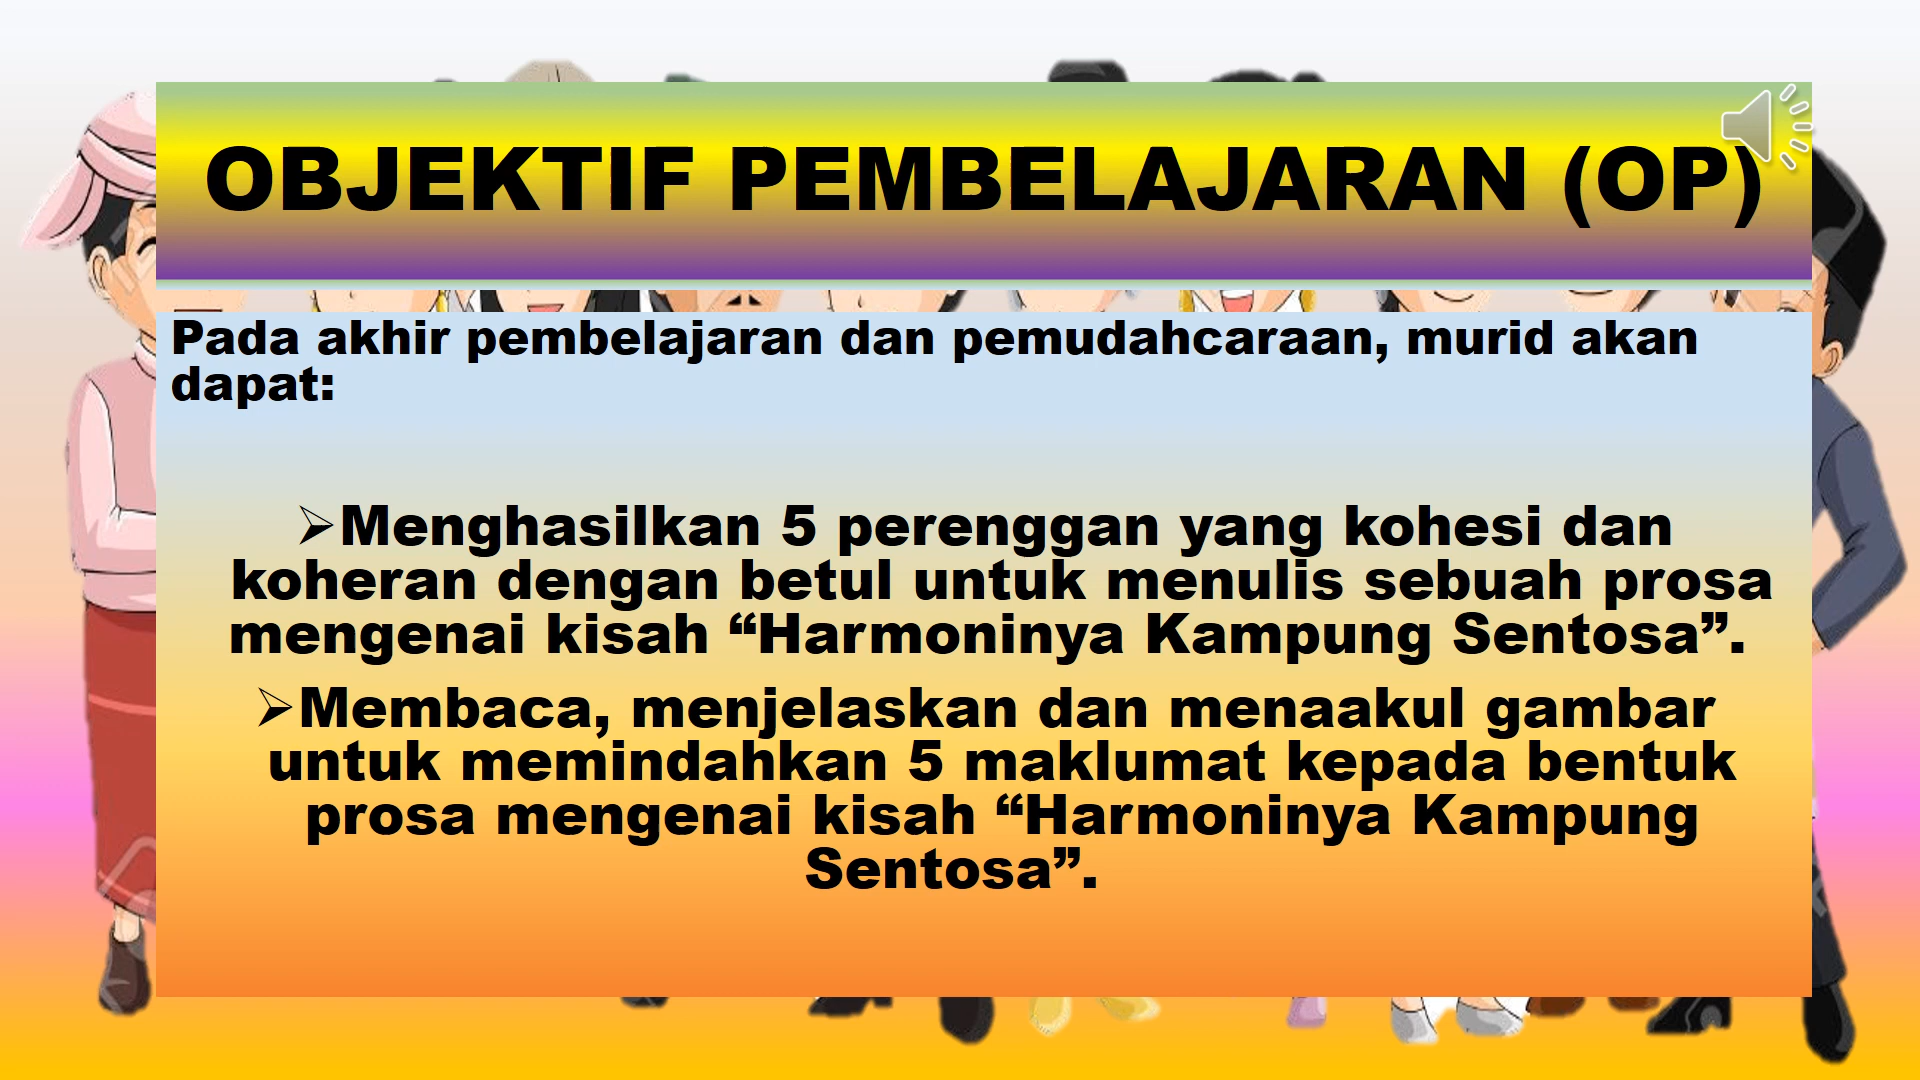 OBJEKTIF PEMBELAJARAN (OP)
Pada akhir pembelajaran dan pemudahcaraan, murid akan
dapat:
➢Menghasilkan 5 perenggan yang kohesi dan
koheran dengan betul untuk menulis sebuah prosa
mengenai kisah “Harmoninya Kampung Sentosa”.
➢Membaca, menjelaskan dan menaakul gambar
untuk memindahkan 5 maklumat kepada bentuk
prosa mengenai kisah “Harmoninya Kampung
Sentosa”.